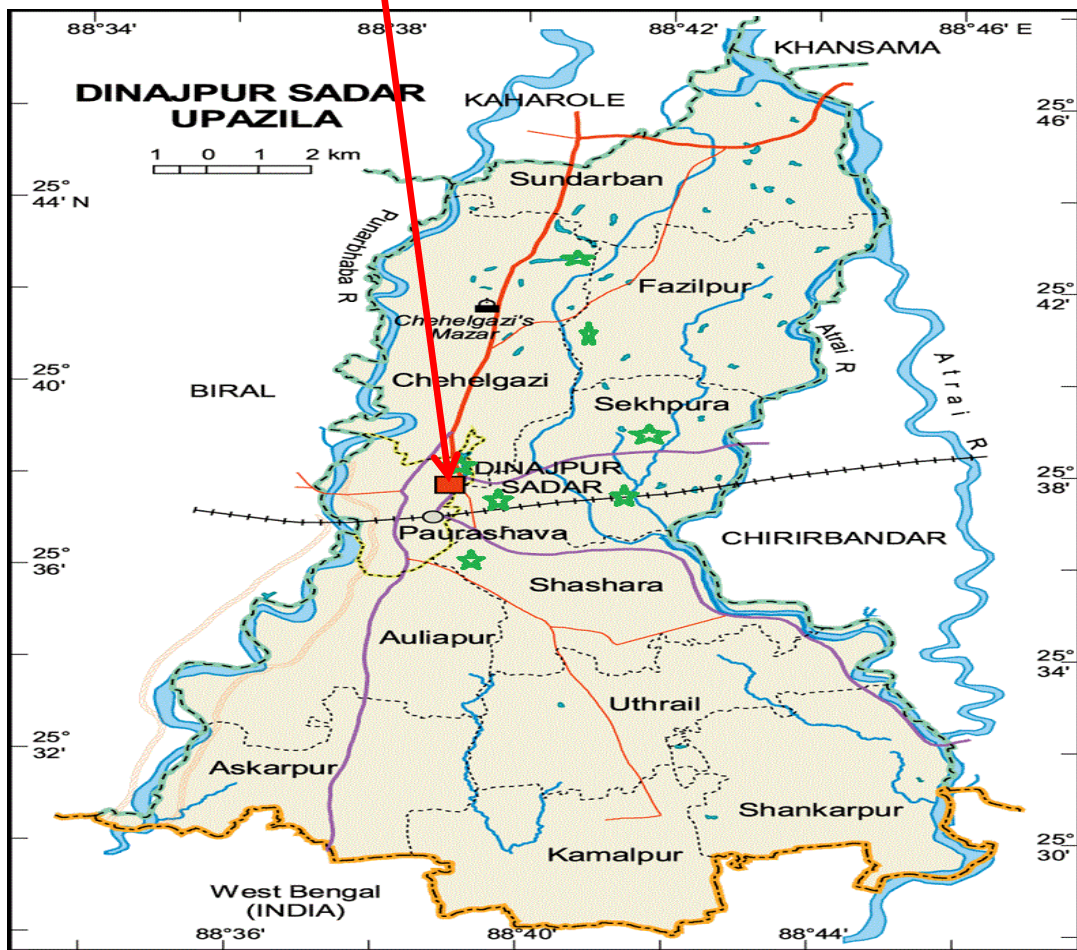 88°34'
88°38'
88°42'
88°46' E
KHANSAMA
DINAJPUR SADAR
UPAZILA
KAHAROLE
1 0 1 2 km
25°
46'
25°
44' N
Sundarban
Punarbhaba R
Fazilpur
25°
42'
Chehelgazi's
Mazar
Atrai R
Atrai R
25°
40'
BIRAL
Chehelgazi
Sekhpura
DINAJPUR
SADAR
25°
38'
Paurashava
CHIRIRBANDAR
25°
36'
Shashara
Auliapur
25°
34'
Uthrail
25°
32'
Askarpur
Shankarpur
Kamalpur
25°
30'
West Bengal
(INDIA)
88°36'
88°40'
88°44'